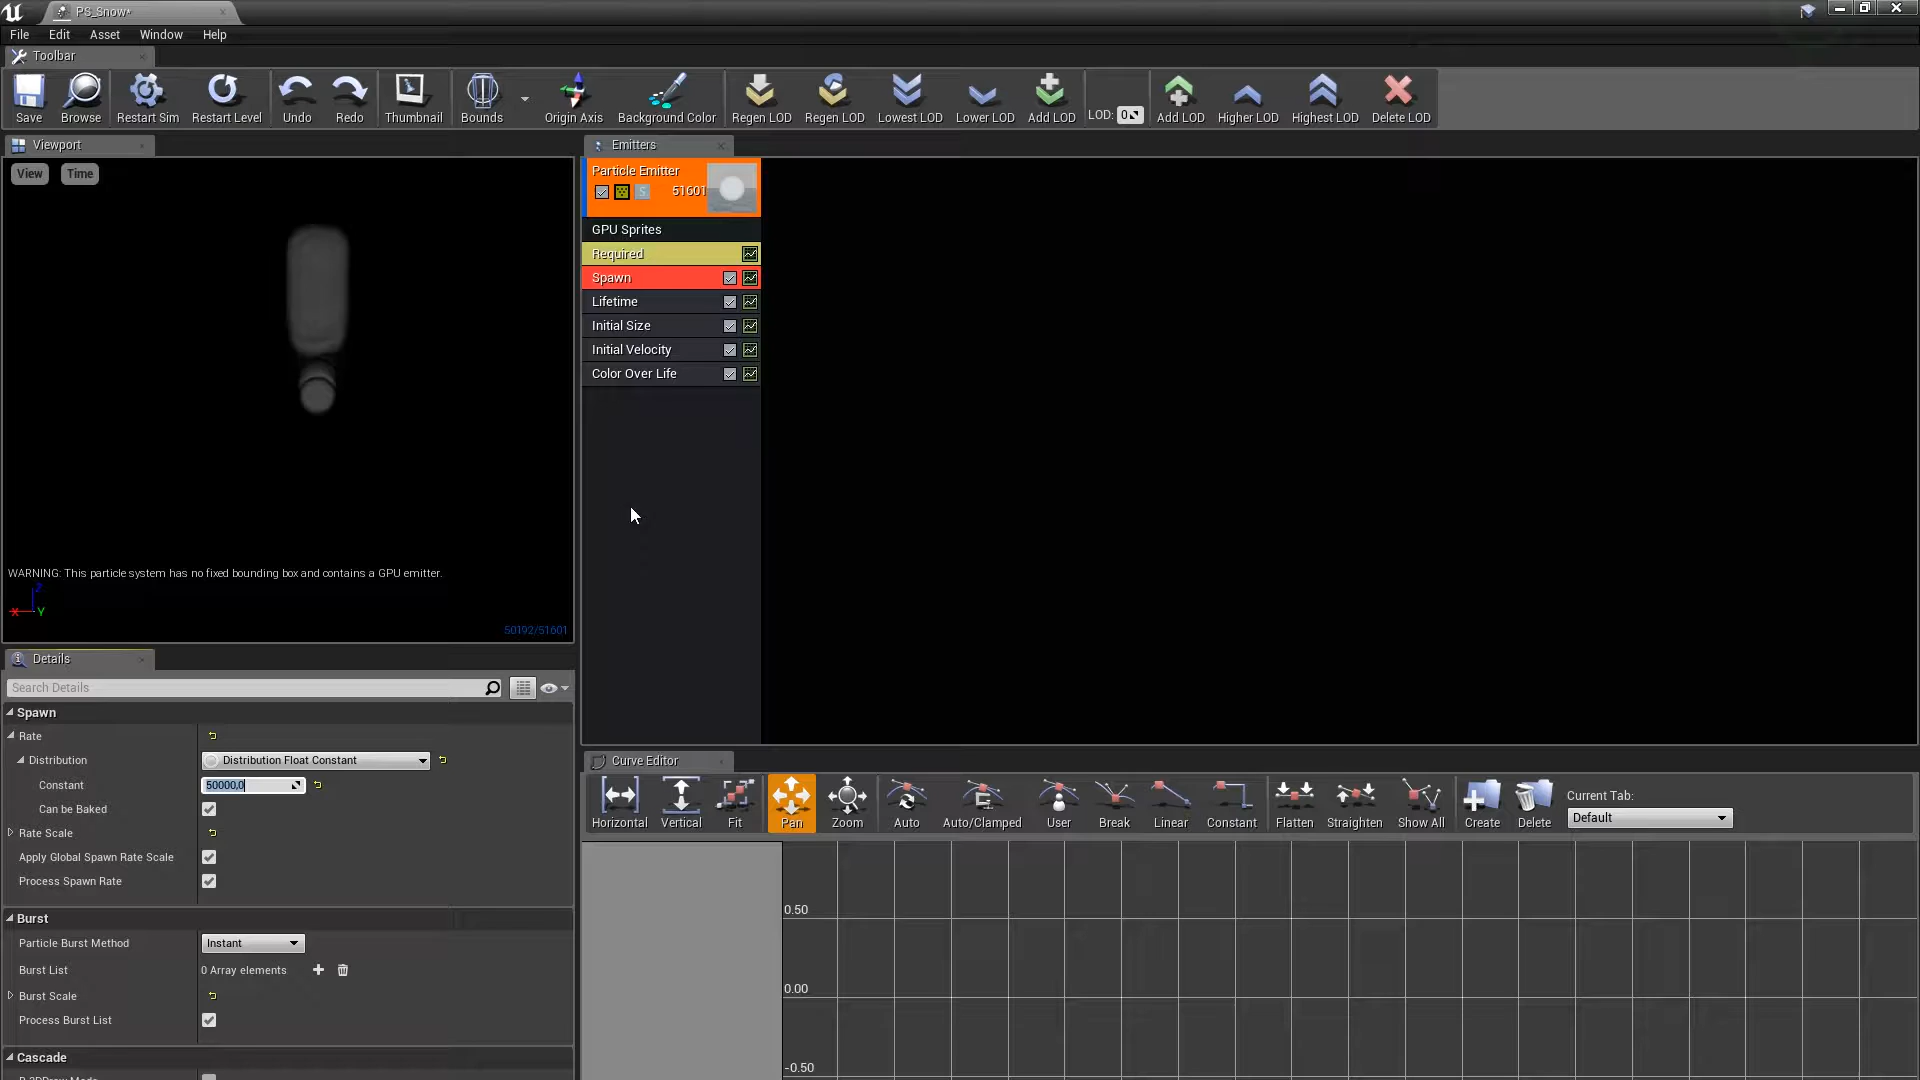 PS_Snow*
File Edit Asset Window Help
Toolbar
Save Browse Restart Sim Restart Level Undo Redo Thumbnail Bounds Origin Axis Background Color Regen LOD Regen LOD Lowest LOD Lower LOD Add LOD LOD: 0 Add LOD Higher LOD Highest LOD Delete LOD
Viewport
Emitters
View Time
Particle Emitter
S 51601
GPU Sprites
Required
Spawn
Lifetime
Initial Size
Initial Velocity
Color Over Life
WARNING: This particle system has no fixed bounding box and contains a GPU emitter.
Z
X Y
50192/51601
Details
Search Details
Spawn
Rate
Distribution Distribution Float Constant
Constant 50000,0
Can be Baked
Rate Scale
Apply Global Spawn Rate Scale
Process Spawn Rate
Burst
Particle Burst Method Instant
Burst List 0 Array elements
Burst Scale
Process Burst List
Cascade
Curve Editor
Horizontal Vertical Fit Pan Zoom Auto Auto/Clamped User Break Linear Constant Flatten Straighten Show All Create Delete
Current Tab:
Default
0.50
0.00
-0.50